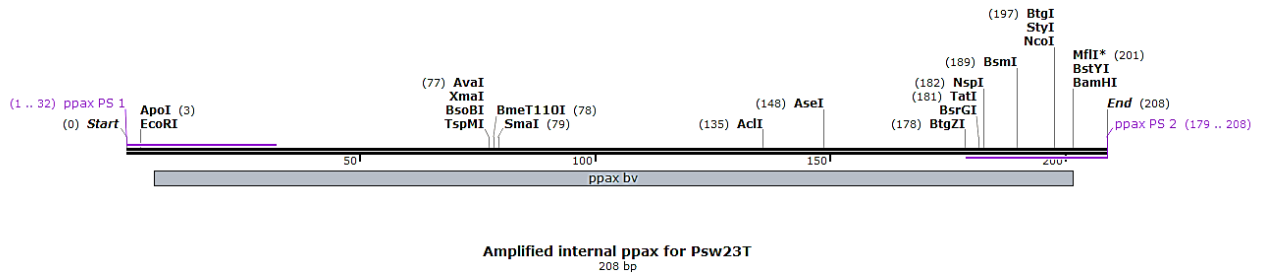 (197) BtgI
StyI
NcoI
MflI* (201)
BstYI
BamHI
(189) BsmI
(77) AvaI
XmaI
BsoBI
TspMI
BmeT110I (78)
SmaI (79)
(182) NspI
(181) TatI
BsrGI
(178) BtgZI
(148) AseI
(135) AclI
(1 .. 32) ppax PS 1
ApoI (3)
(0) Start
EcoRI
End (208)
ppax PS 2 (179 .. 208)
50
100
150
200
ppax bv
Amplified internal ppax for Psw23T
208 bp